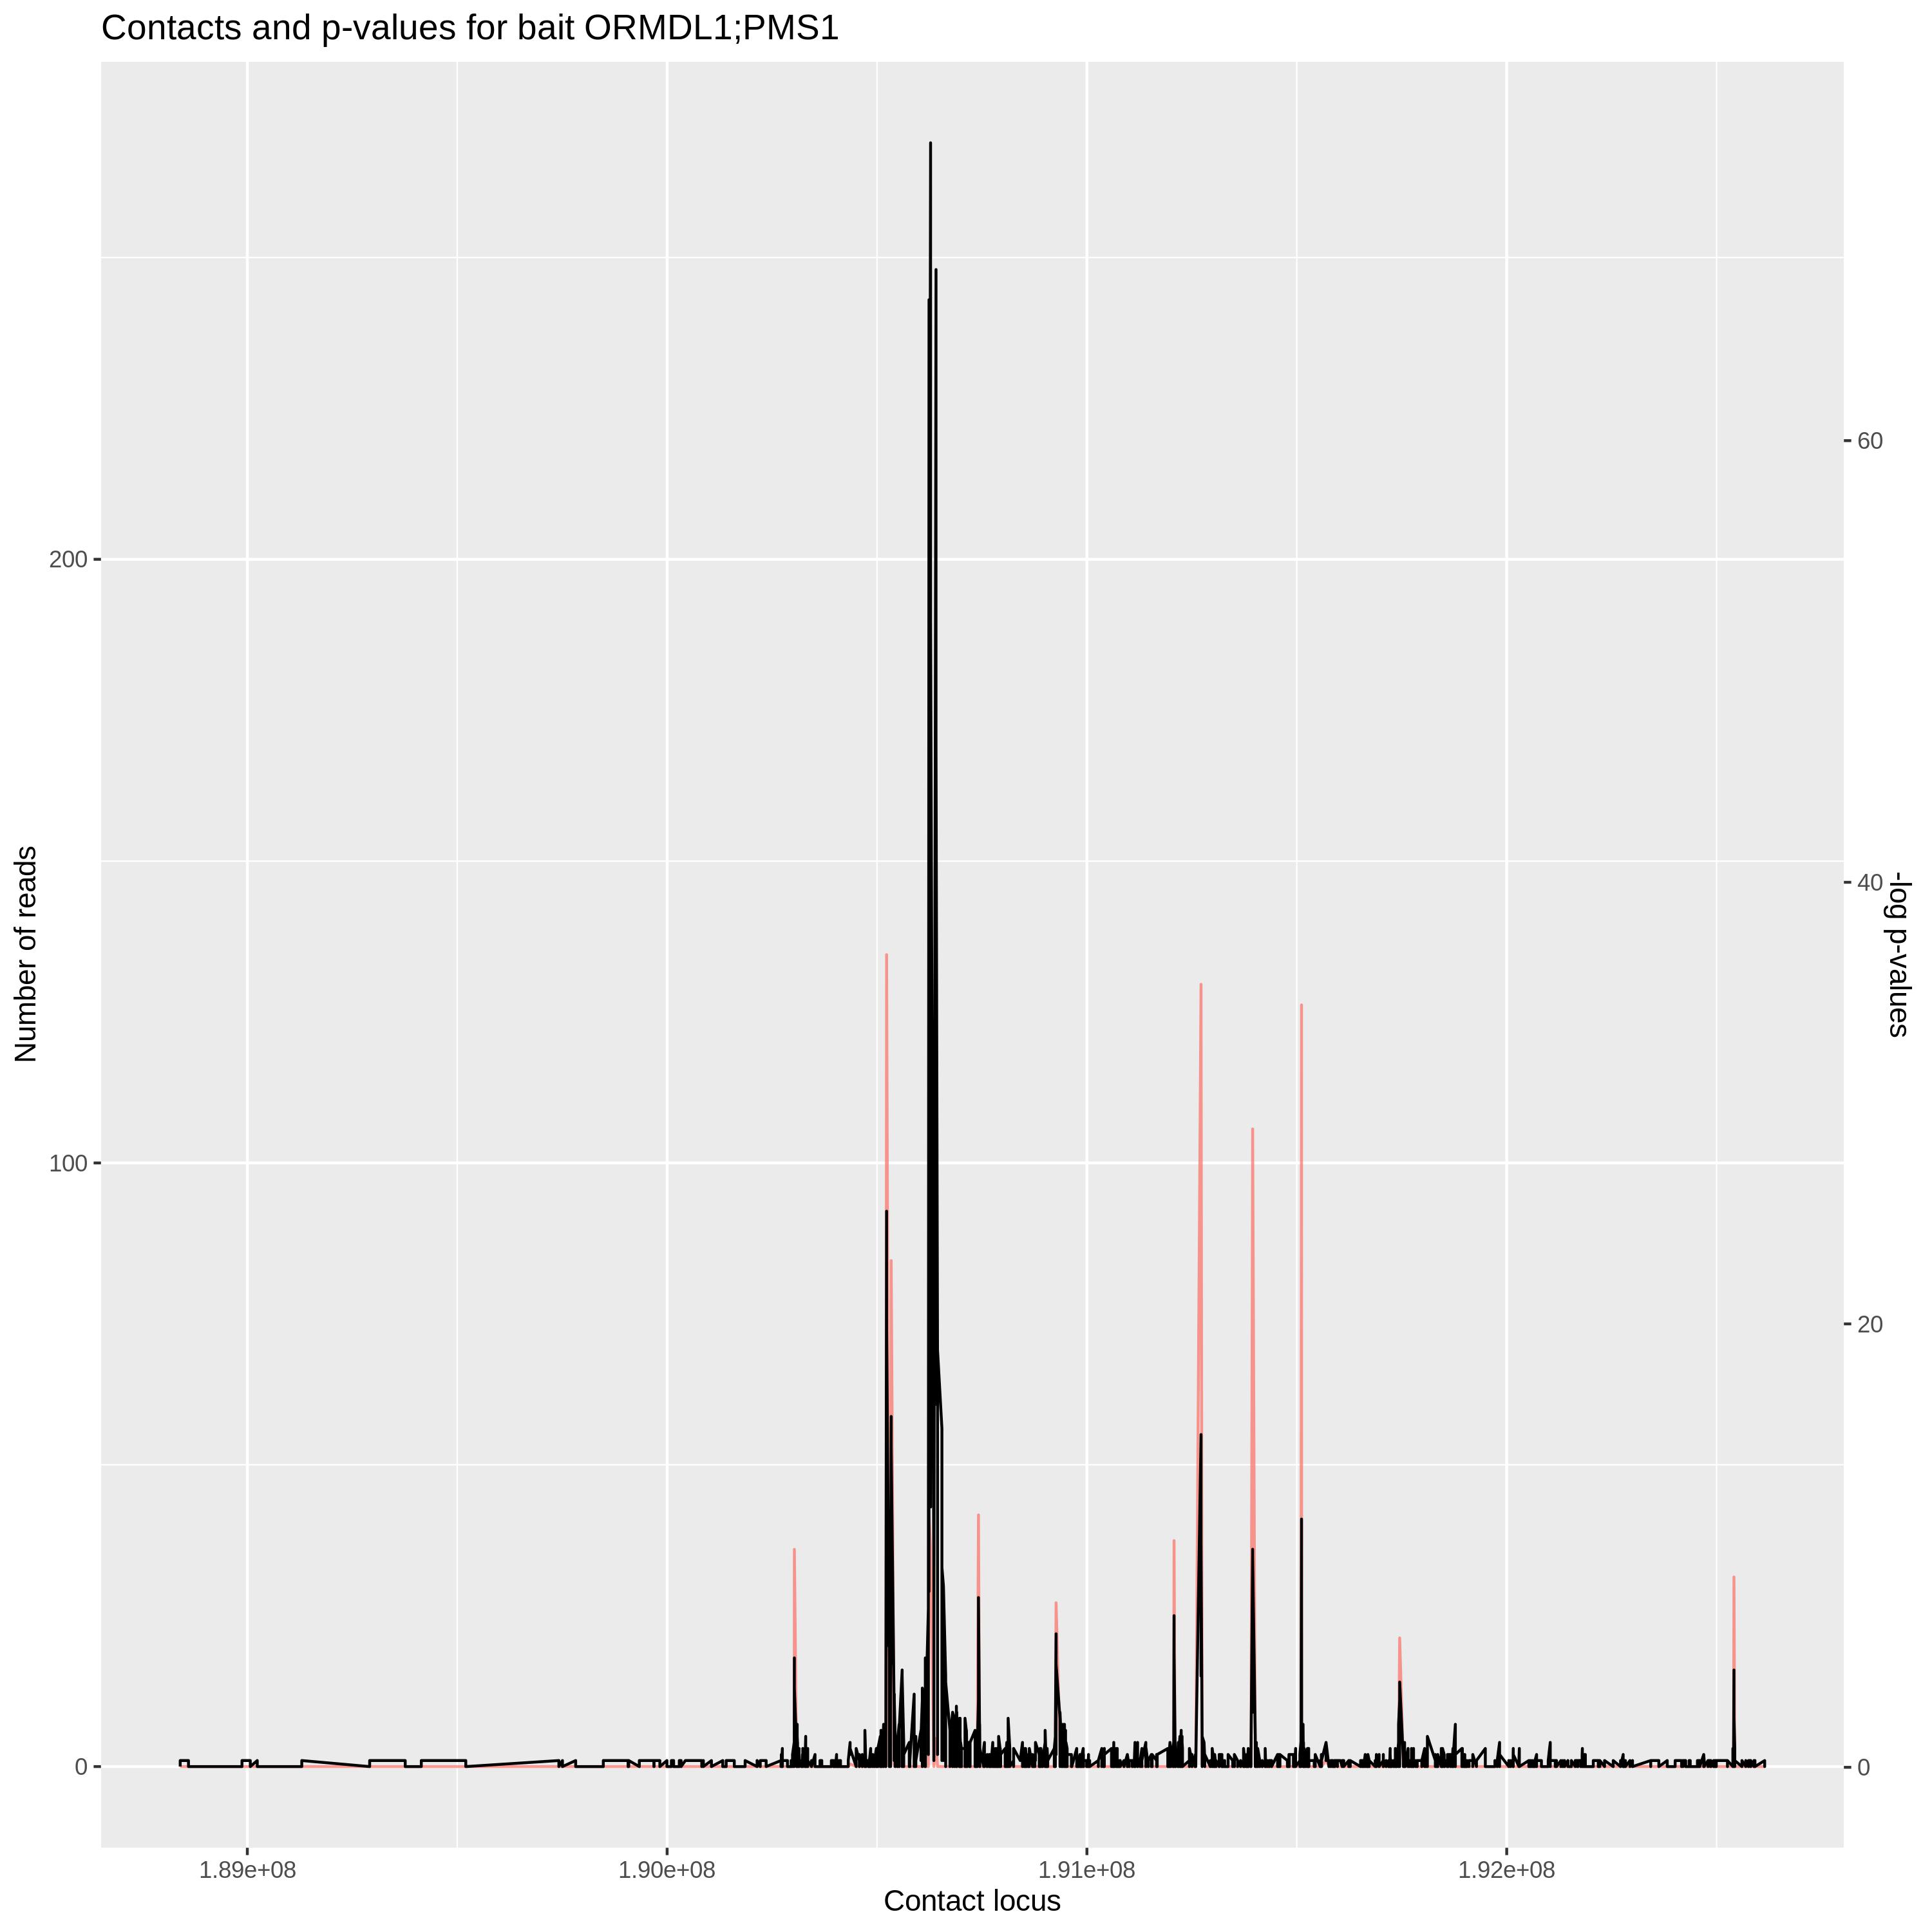 Contacts and p-values for bait ORMDL1;PMS1
Number of reads
200
100
0
60
40
20
0
-log p-values
1.89e+08
1.90e+08
1.91e+08
1.92e+08
Contact locus